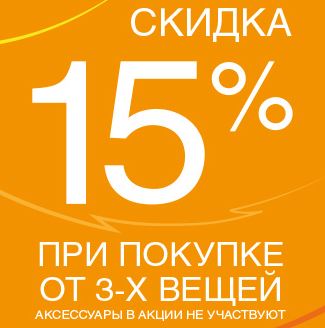 СКИДКА
15%
ПРИ ПОКУПКЕ
ОТ 3-Х ВЕЩЕЙ
АКСЕССУАРЫ В АКЦИИ НЕ УЧАСТВУЮТ